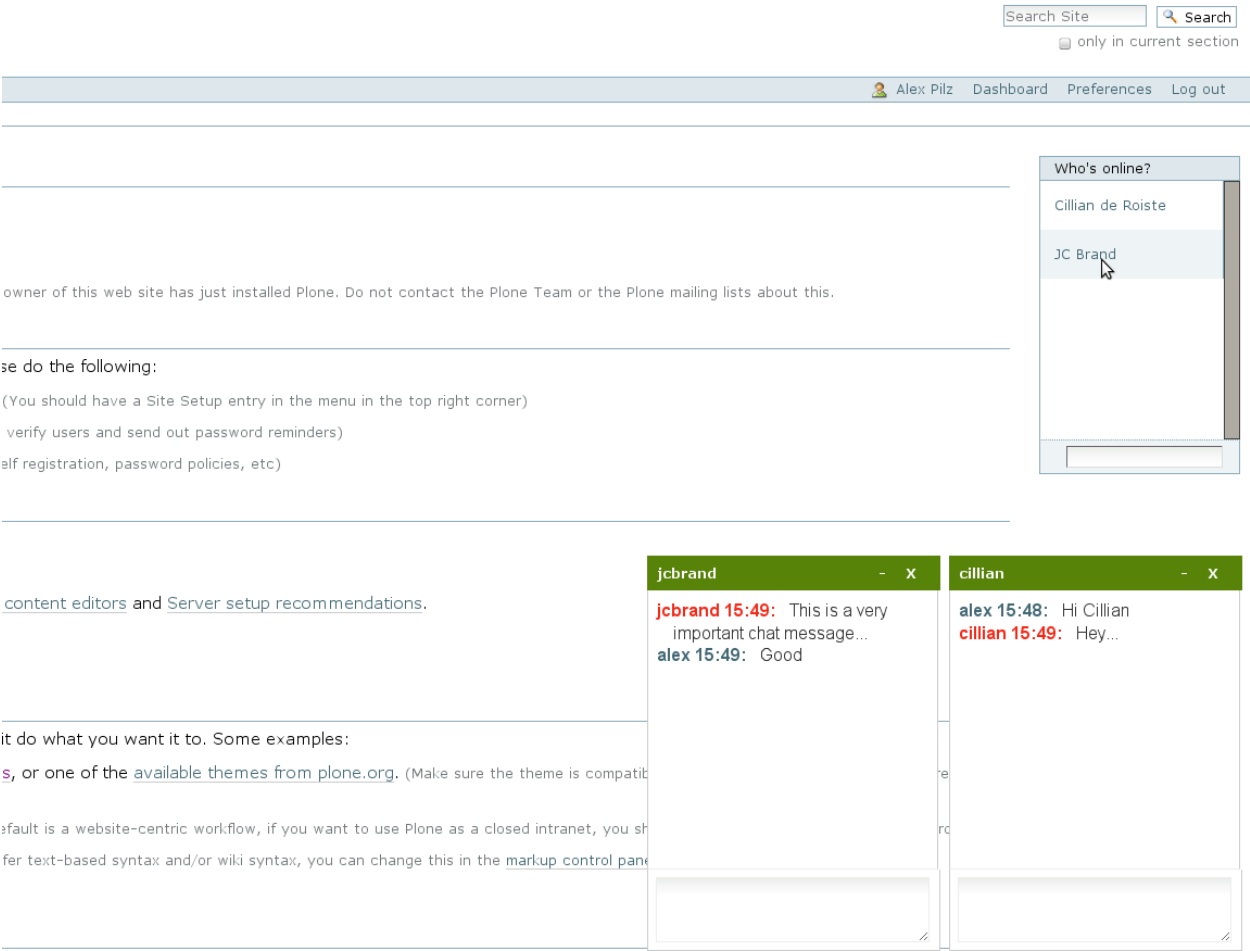 Search Site
Search
only in current section
Alex Pilz Dashboard Preferences Log out
Who's online?
Cillian de Roiste
JC Brand
owner of this web site has just installed Plone. Do not contact the Plone Team or the Plone mailing lists about this.
se do the following:
(You should have a Site Setup entry in the menu in the top right corner)
verify users and send out password reminders)
elf registration, password policies, etc)
content editors and Server setup recommendations.
it do what you want it to. Some examples:
s, or one of the available themes from plone.org. (Make sure the theme is compatib
re
efault is a website-centric workflow, if you want to use Plone as a closed intranet, you sh
ro
fer text-based syntax and/or wiki syntax, you can change this in the markup control pane
jcbrand - X
jcbrand 15:49: This is a very
important chat message...
alex 15:49: Good
cillian - X
alex 15:48: Hi Cillian
cillian 15:49: Hey...